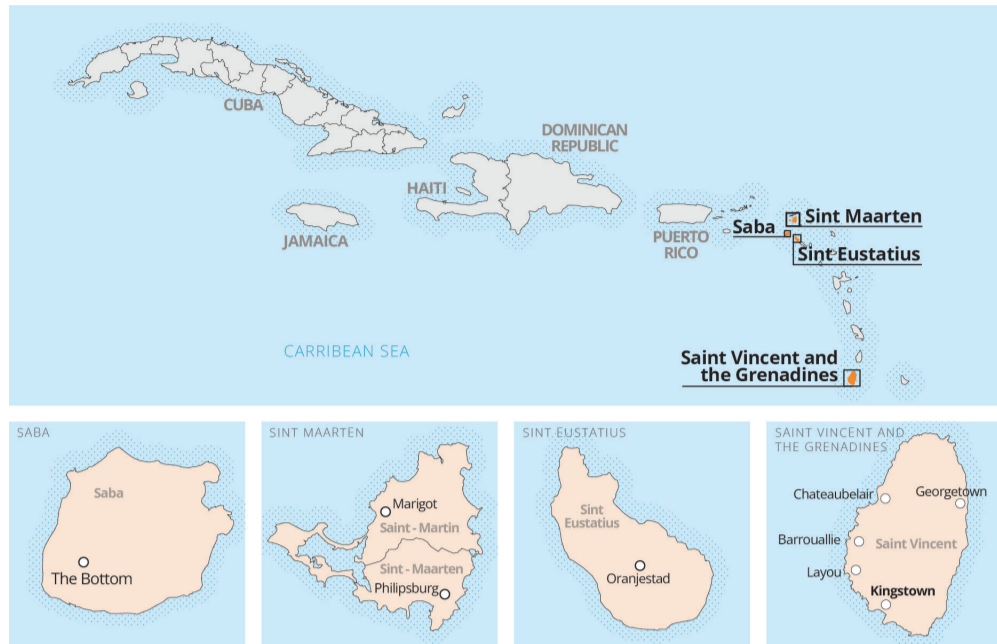 CUBA
DOMINICAN
REPUBLIC
HAITI
JAMAICA
PUERTO
RICO
Sint Maarten
Saba
Sint Eustatius
CARRIBEAN SEA
Saint Vincent and
the Grenadines
SABA
Saba
The Bottom
SINT MAARTEN
Marigot
Saint - Martin
Sint - Maarten
Philipsburg
SINT EUSTATIUS
Sint
Eustatius
Oranjestad
SAINT VINCENT AND
THE GRENADINES
Chateaubelair
Georgetown
Barrouallie
Saint Vincent
Layou
Kingstown